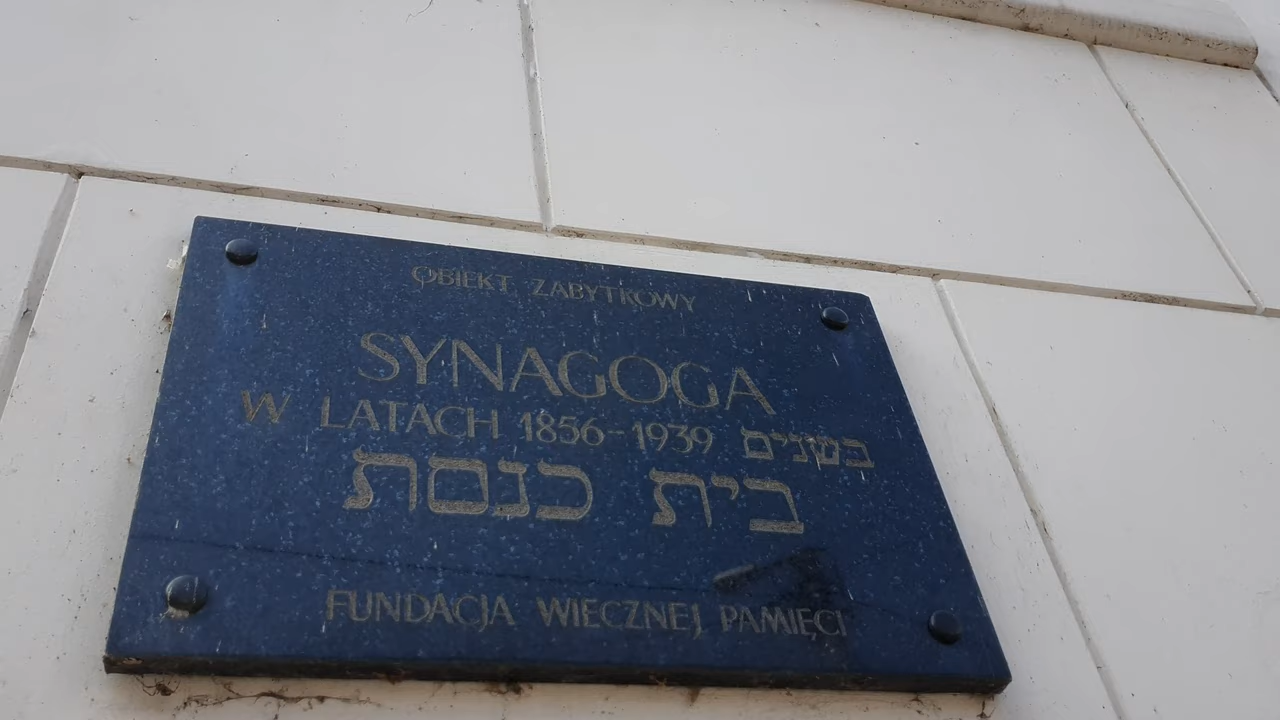 OBIEKT ZABYTKOWY
SYNAGOGA
W LATACH 1856-1939 בשנים
בית כנסת
FUNDACJA WIECZNEJ PAMIĘCI